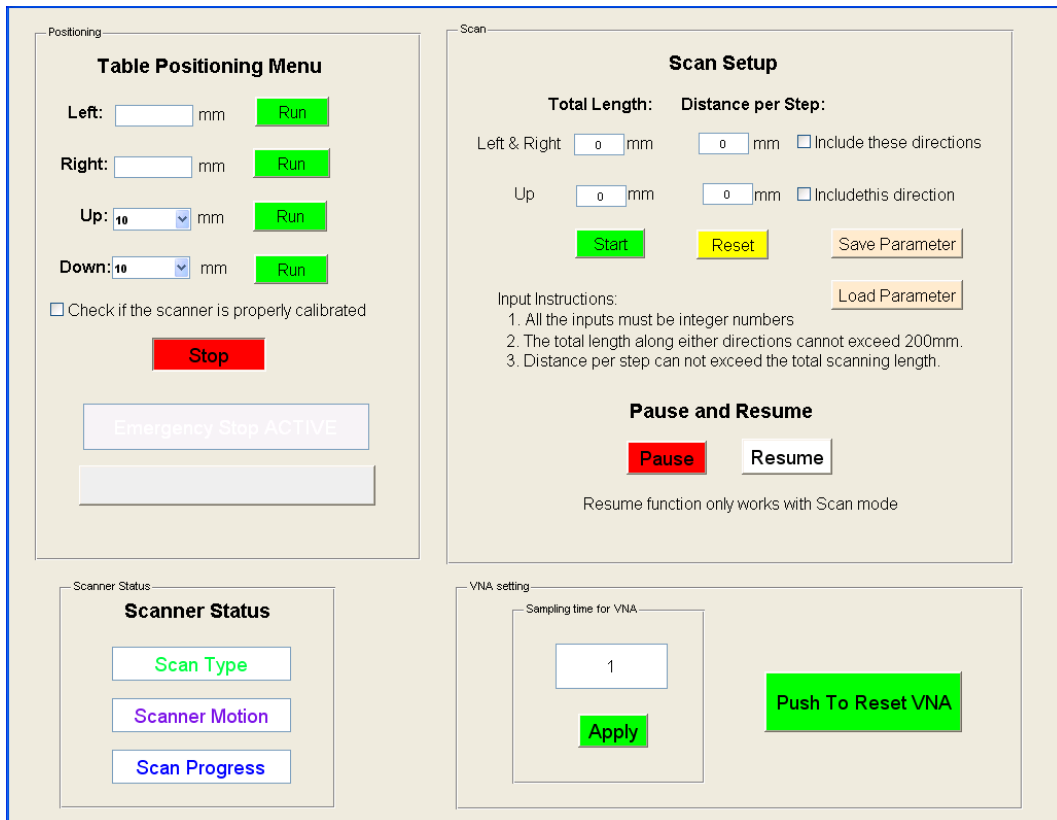 Positioning
Table Positioning Menu
Left: mm Run
Right: mm Run
Up: 10 mm Run
Down: 10 mm Run
Check if the scanner is properly calibrated
Stop
Emergency Stop ACTIVE
Scan
Scan Setup
Total Length: Distance per Step:
Left & Right 0 mm 0 mm Include these directions
Up 0 mm 0 mm Includethis direction
Start Reset Save Parameter
Load Parameter
Input Instructions:
1. All the inputs must be integer numbers
2. The total length along either directions cannot exceed 200mm.
3. Distance per step can not exceed the total scanning length.
Pause and Resume
Pause Resume
Resume function only works with Scan mode
Scanner Status
Scanner Status
Scan Type
Scanner Motion
Scan Progress
VNA setting
Sampling time for VNA
1
Apply
Push To Reset VNA